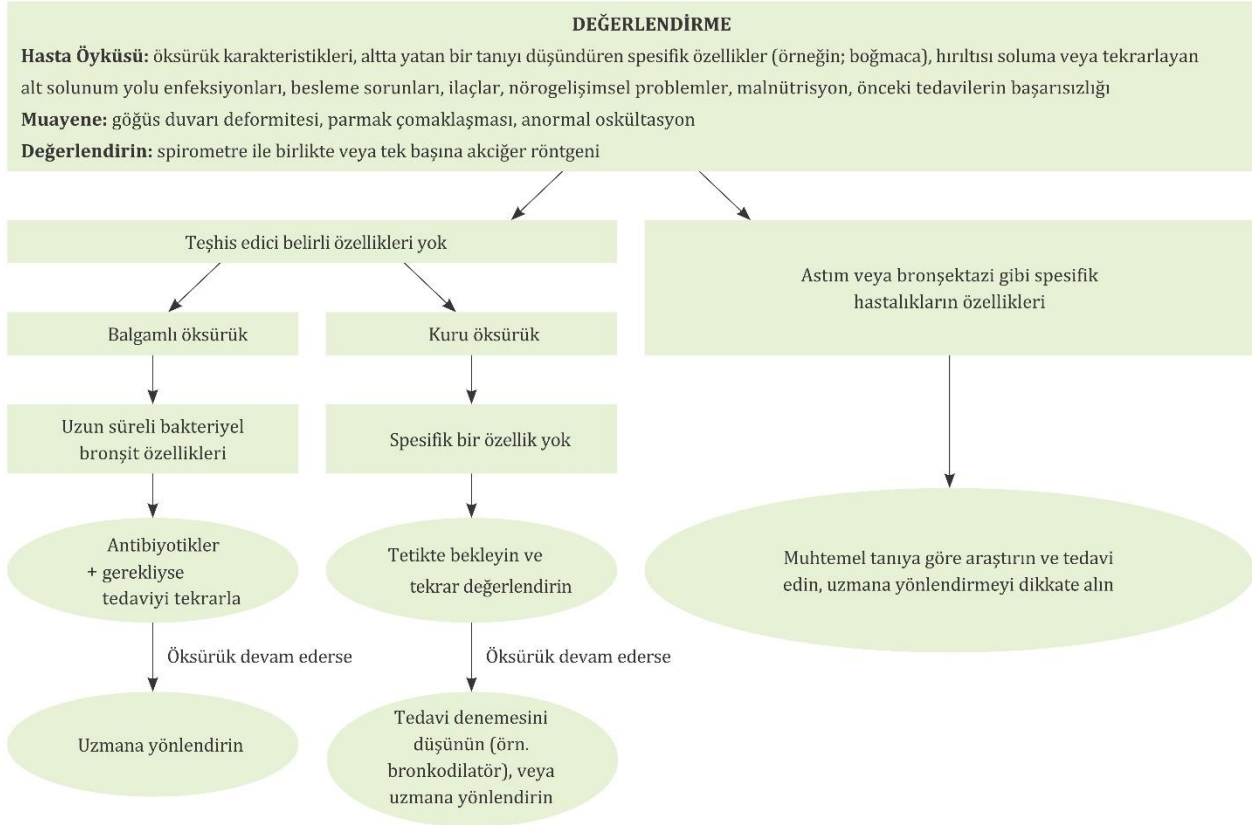 DEĞERLENDİRME
Hasta Öyküsü: öksürük karakteristikleri, altta yatan bir tanıyı düşündüren spesifik özellikler (örneğin; boğmaca), hırıltısı soluma veya tekrarlayan
alt solunum yolu enfeksiyonları, besleme sorunları, ilaçlar, nörogelişimsel problemler, malnütrisyon, önceki tedavilerin başarısızlığı
Muayene: göğüs duvarı deformitesi, parmak çomaklaşması, anormal oskültasyon
Değerlendirin: spirometre ile birlikte veya tek başına akciğer röntgeni
Teşhis edici belirli özellikleri yok
Balgamlı öksürük
Uzun süreli bakteriyel
bronşit özellikleri
Antibiyotikler
+ gerekliyse
tedaviyi tekrarla
Öksürük devam ederse
Uzmana yönlendirin
Kuru öksürük
Spesifik bir özellik yok
Tetikte bekleyin ve
tekrar değerlendirin
Öksürük devam ederse
Tedavi denemesini
düşünün (örn.
bronkodilatör), veya
uzmana yönlendirin
Astım veya bronşektazi gibi spesifik
hastalıkların özellikleri
Muhtemel tanıya göre araştırın ve tedavi
edin, uzmana yönlendirmeyi dikkate alın